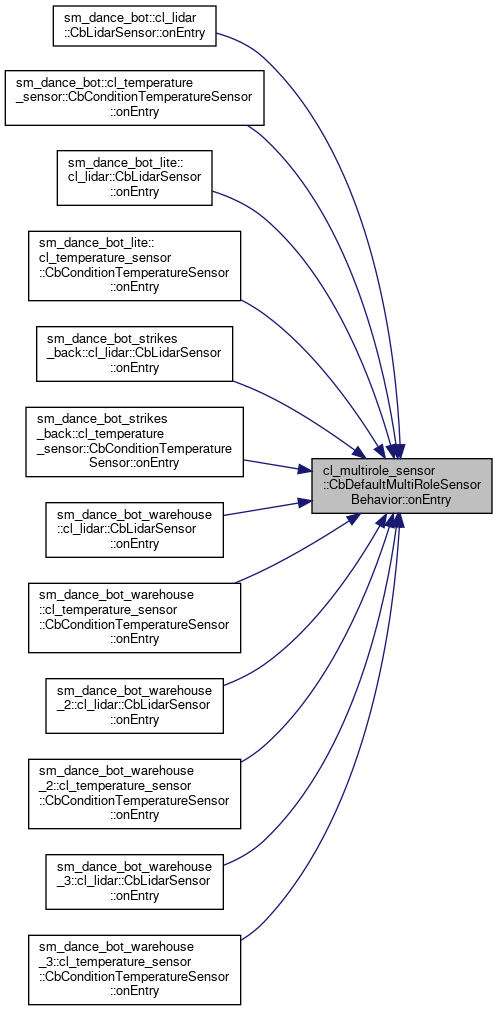 sm_dance_bot::cl_lidar
::CbLidarSensor::onEntry
sm_dance_bot::cl_temperature
_sensor::CbConditionTemperatureSensor
::onEntry
sm_dance_bot_lite::
cl_lidar::CbLidarSensor
::onEntry
sm_dance_bot_lite::
cl_temperature_sensor
::CbConditionTemperatureSensor
::onEntry
sm_dance_bot_strikes
_back::cl_lidar::CbLidarSensor
::onEntry
sm_dance_bot_strikes
_back::cl_temperature
_sensor::CbConditionTemperature
Sensor::onEntry
cl_multirole_sensor
::CbDefaultMultiRoleSensor
Behavior::onEntry
sm_dance_bot_warehouse
::cl_lidar::CbLidarSensor
::onEntry
sm_dance_bot_warehouse
::cl_temperature_sensor
::CbConditionTemperatureSensor
::onEntry
sm_dance_bot_warehouse
_2::cl_lidar::CbLidarSensor
::onEntry
sm_dance_bot_warehouse
_2::cl_temperature_sensor
::CbConditionTemperatureSensor
::onEntry
sm_dance_bot_warehouse
_3::cl_lidar::CbLidarSensor
::onEntry
sm_dance_bot_warehouse
_3::cl_temperature_sensor
::CbConditionTemperatureSensor
::onEntry